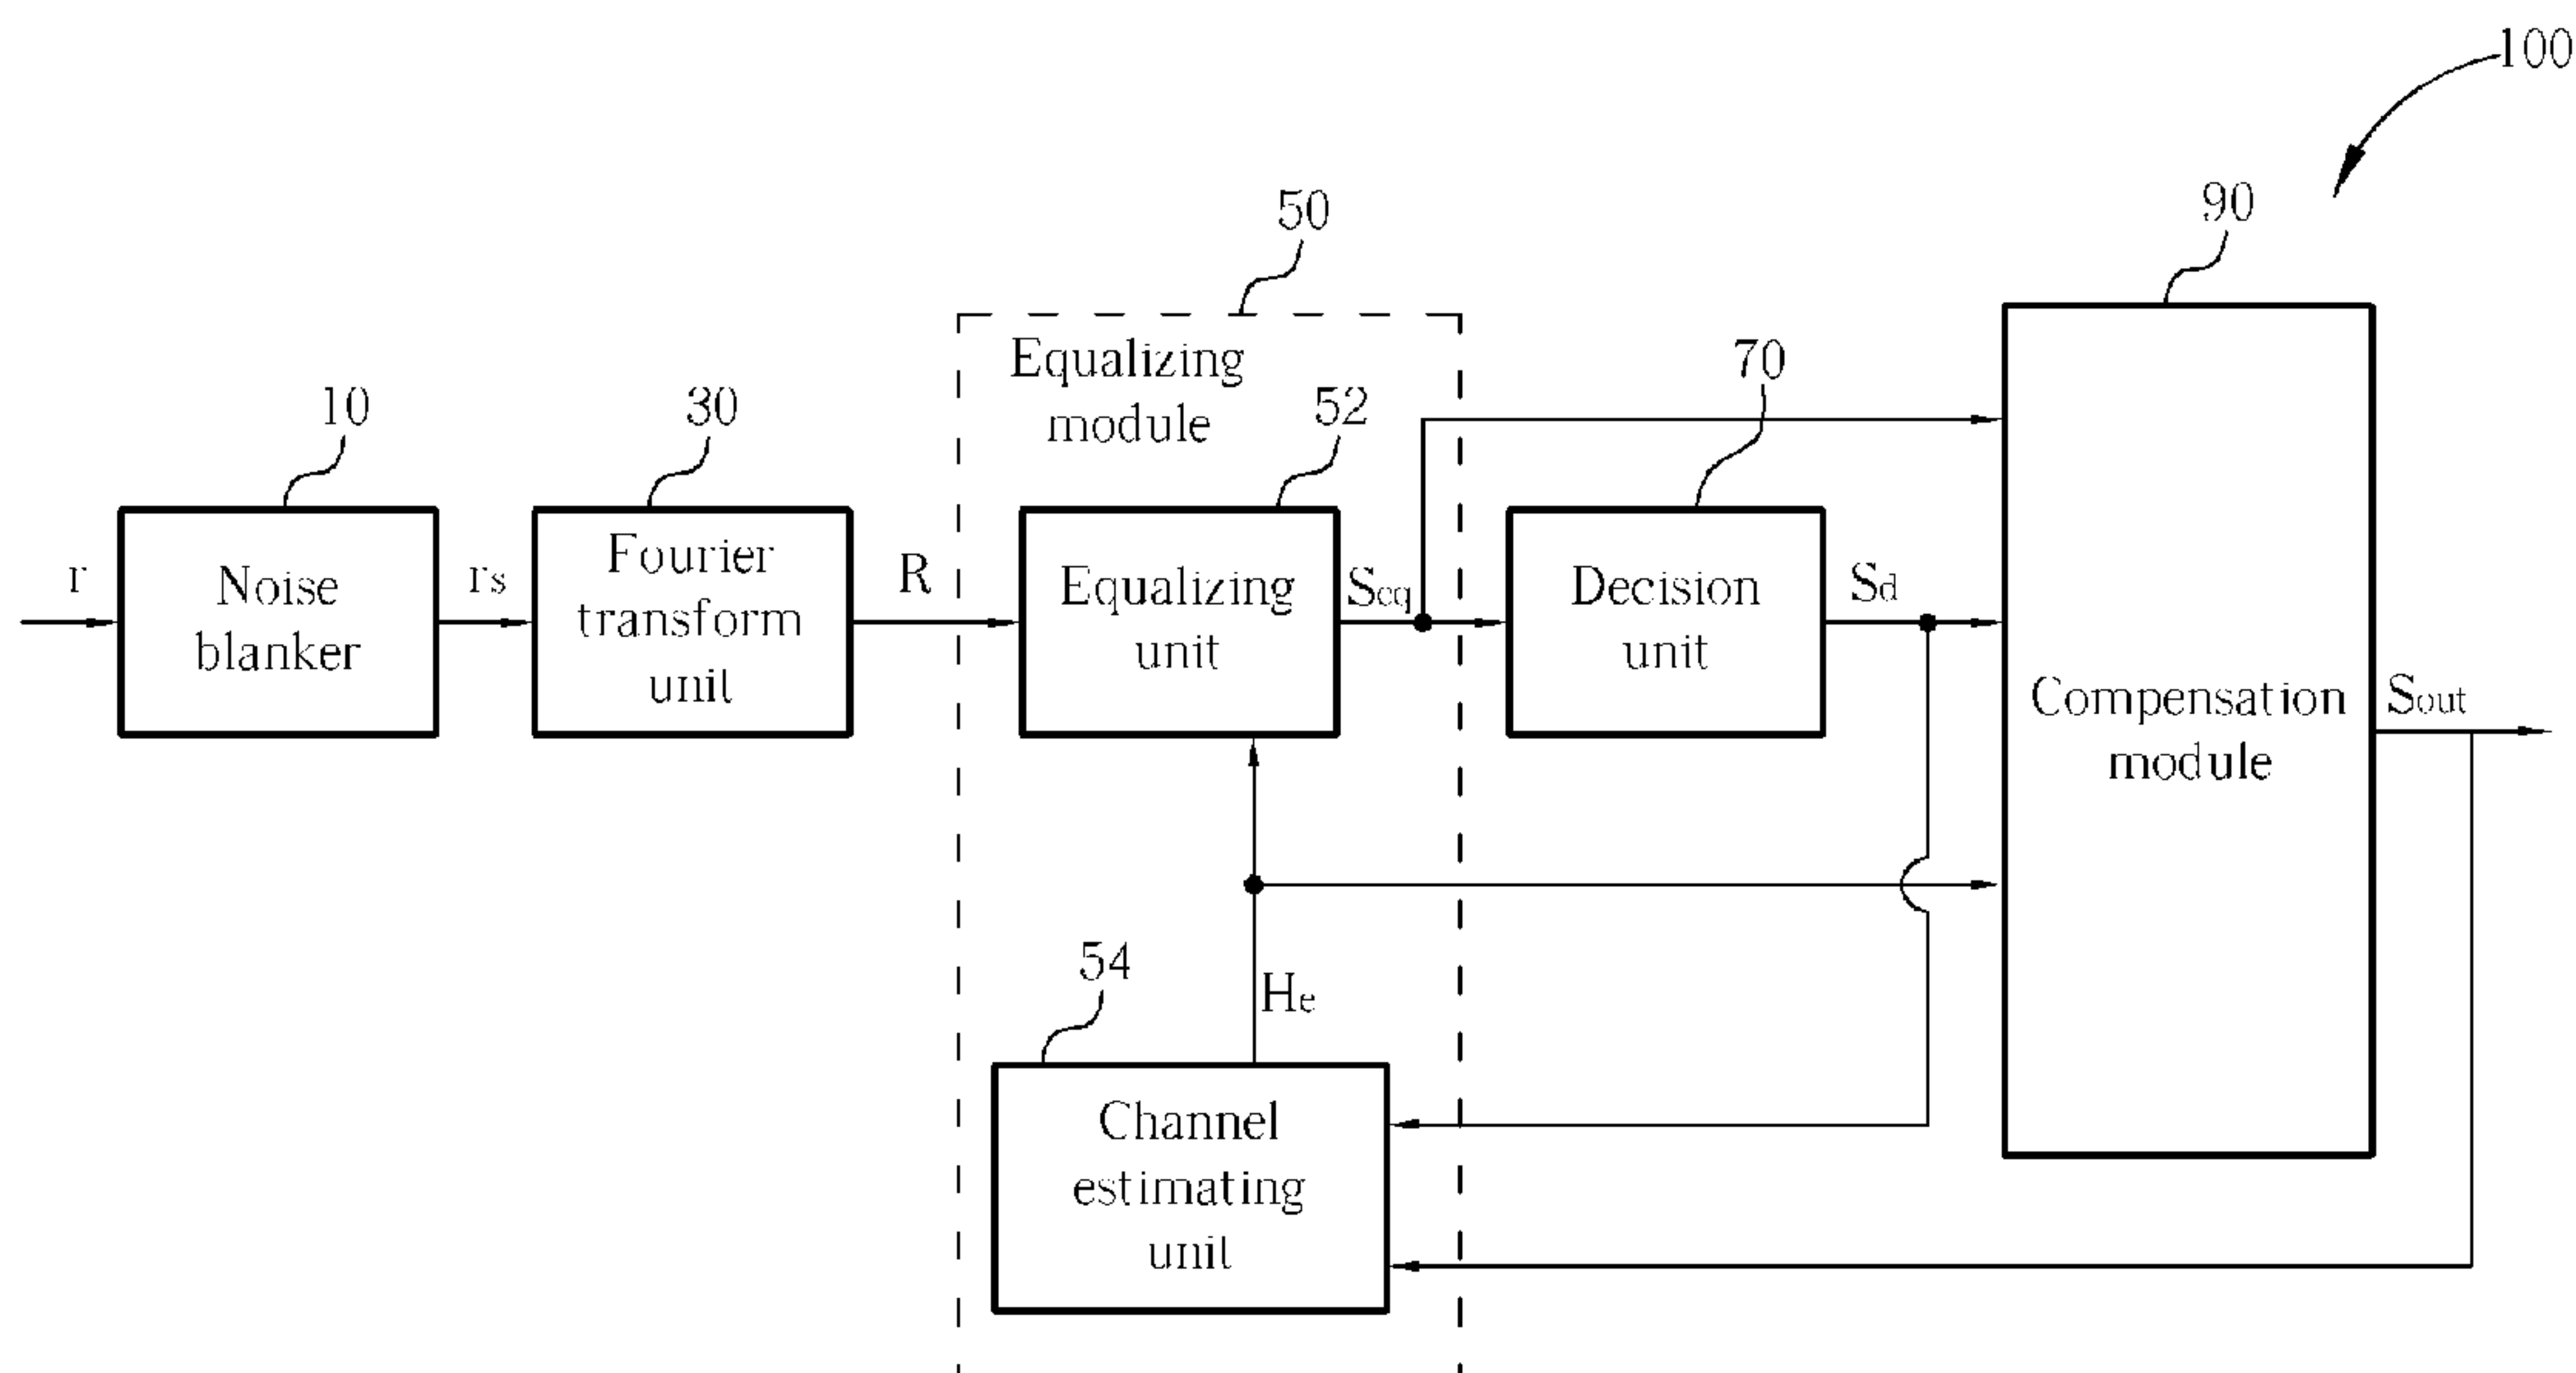 100
90
50
Equalizing
module
70
10
30
52
r
Noise
blanker
rs
Fourier
transform
unit
R
Equalizing
unit
Seq
Decision
unit
Sd
Compensation
module
Sout
54
He
Channel
estimating
unit